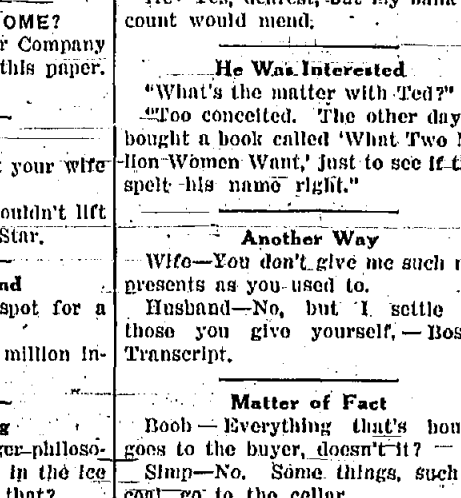 OME?
r Company
this paper.
your wife
ouldn't lift
Star.
nd
spot for a
million in-
g
ger-philoso-
in the ice
that?
count would mend.
He Was Interested
"What's the matter with Ted?"
"Too conceited. The other day
bought a book called 'What Two
lion Women Want,' just to see if
spelt his name right."
Another Way
Wife—You don't give me such
presents as you used to.
Husband—No, but I settle
those you give yourself.—Bos
Transcript.
Matter of Fact
Boob—Everything that's bou
goes to the buyer, doesn't it?
Simp—No. Some things, such
coal go to the cellar